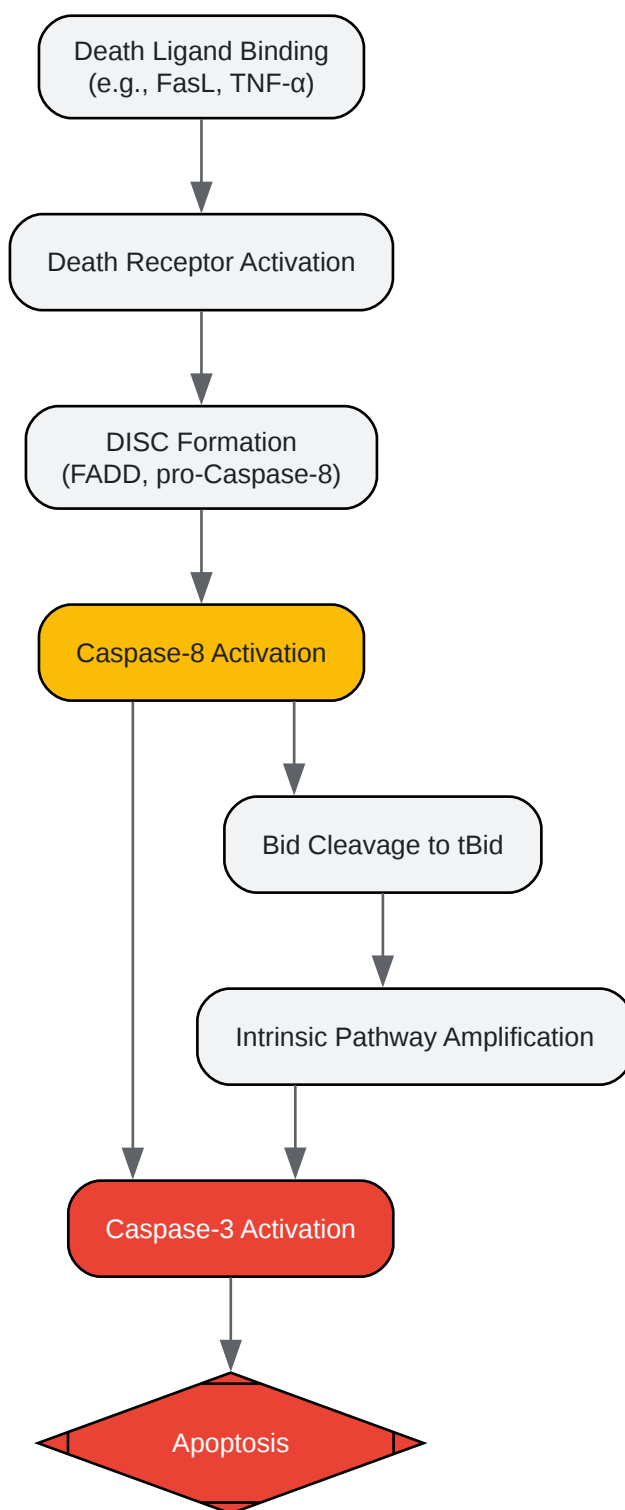 Death Ligand Binding
(e.g., FasL, TNF-α)
Death Receptor Activation
DISC Formation
(FADD, pro-Caspase-8)
Caspase-8 Activation
Bid Cleavage to tBid
Intrinsic Pathway Amplification
Caspase-3 Activation
Apoptosis